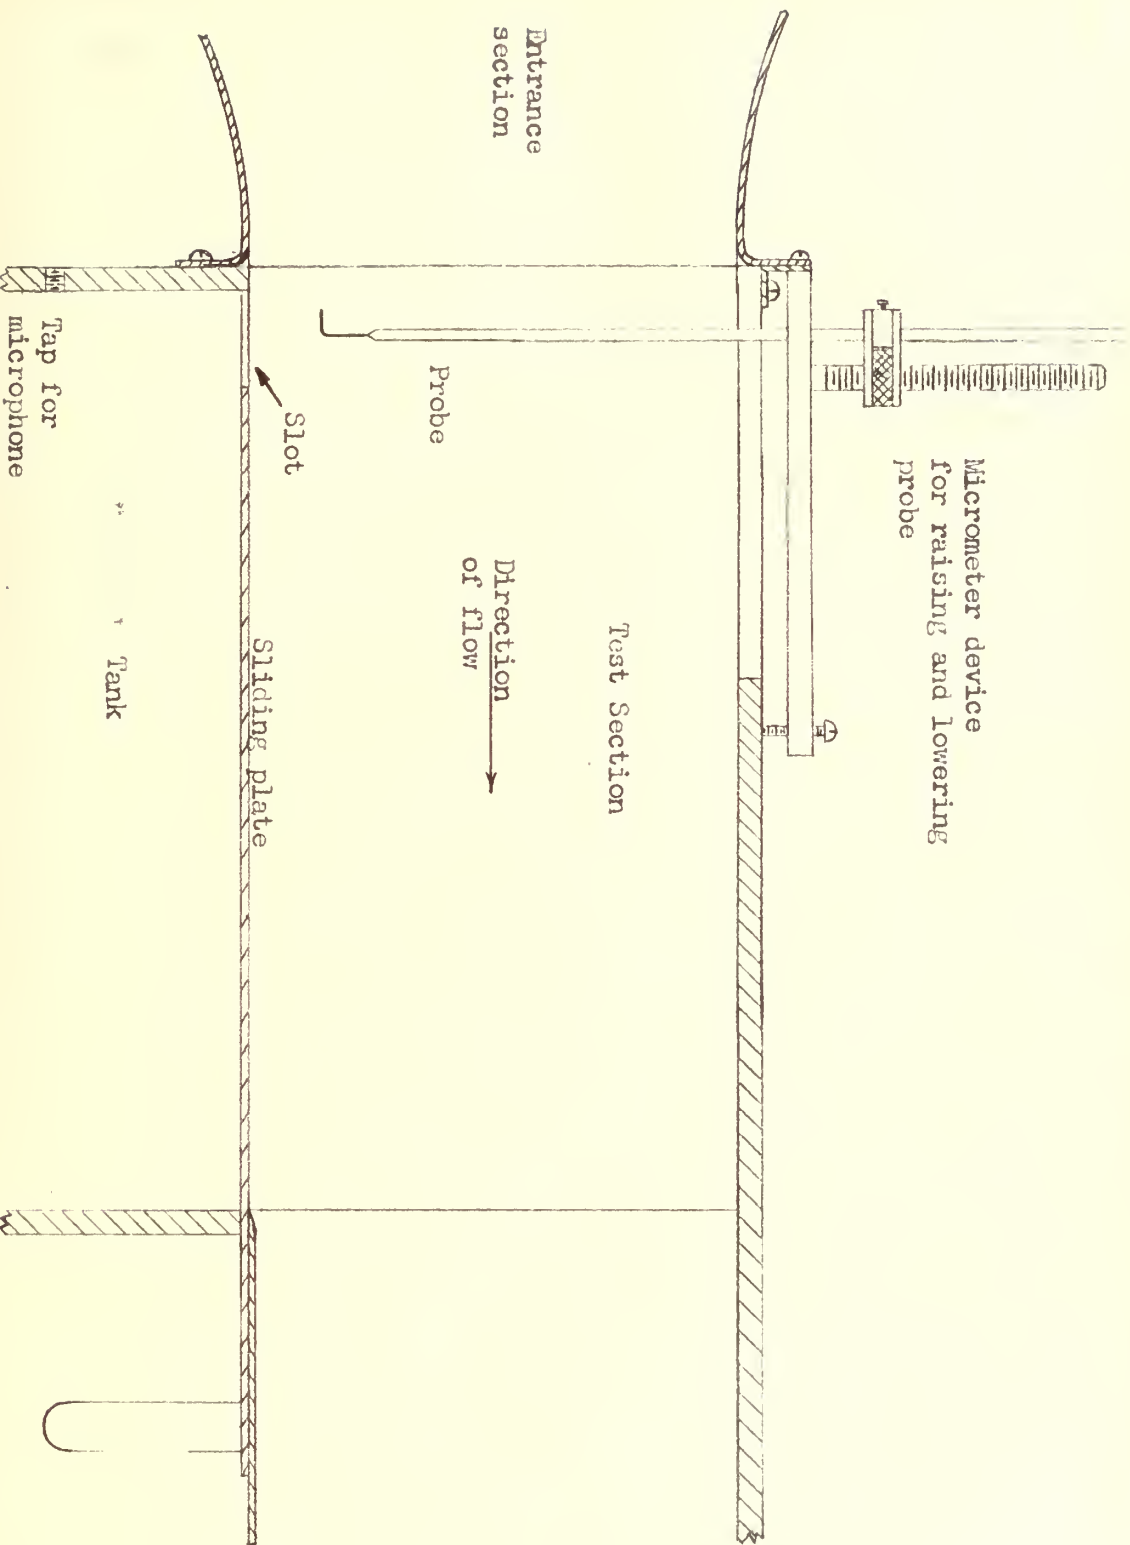 Entrance
section
Micrometer device
for raising and lowering
probe
Probe
Slot
Test Section
Direction
of flow
Sliding plate
Tap for
microphone
Tank